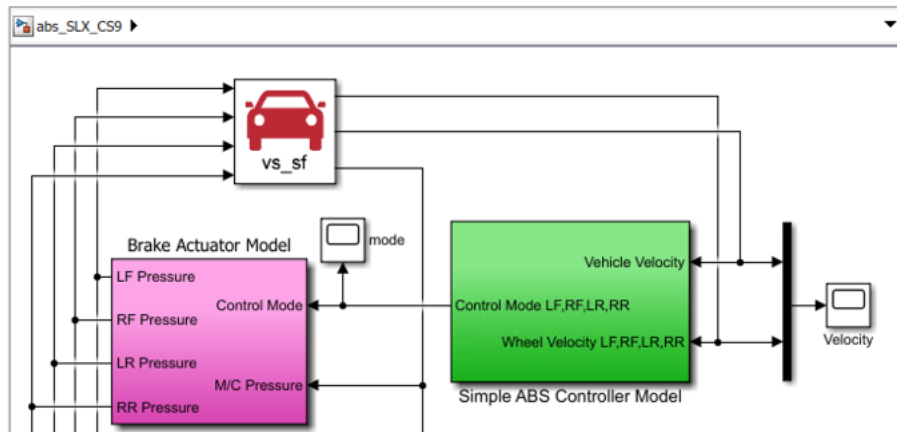 abs_SLX_CS9
vs_sf
Brake Actuator Model
mode
LF Pressure
RF Pressure
LR Pressure
RR Pressure
Control Mode
M/C Pressure
Vehicle Velocity
Control Mode LF,RF,LR,RR
Wheel Velocity LF,RF,LR,RR
Simple ABS Controller Model
Velocity